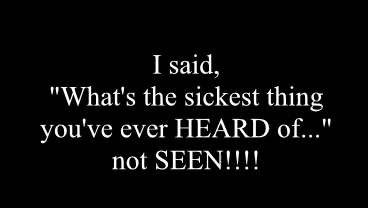 I said,
"What's the sickest thing
you've ever HEARD of..."
not SEEN!!!!